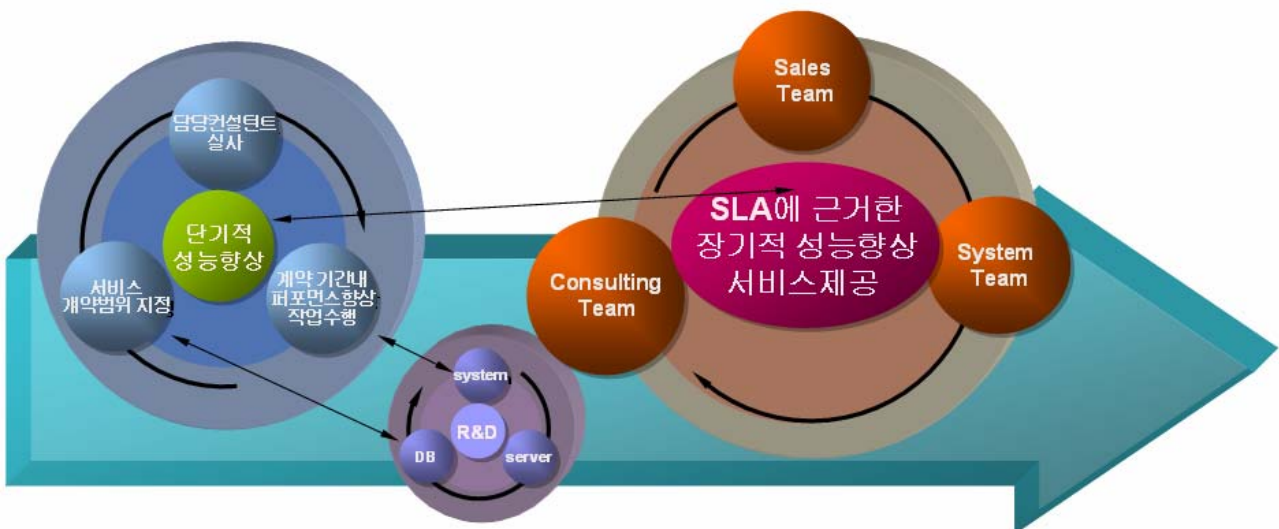 담당컨설턴트
실사
단기적
성능향상
서비스
개약범위 지정
계약 기간내
퍼포먼스향상
작업수행
system
R&D
DB
server
Sales
Team
SLA에 근거한
장기적 성능향상
서비스제공
Consulting
Team
System
Team